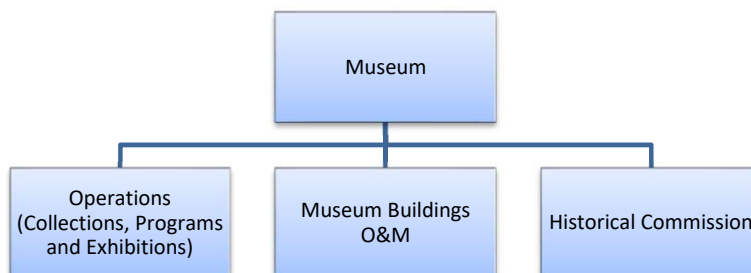 Museum
Operations
(Collections, Programs
and Exhibitions)
Museum Buildings
O&M
Historical Commission